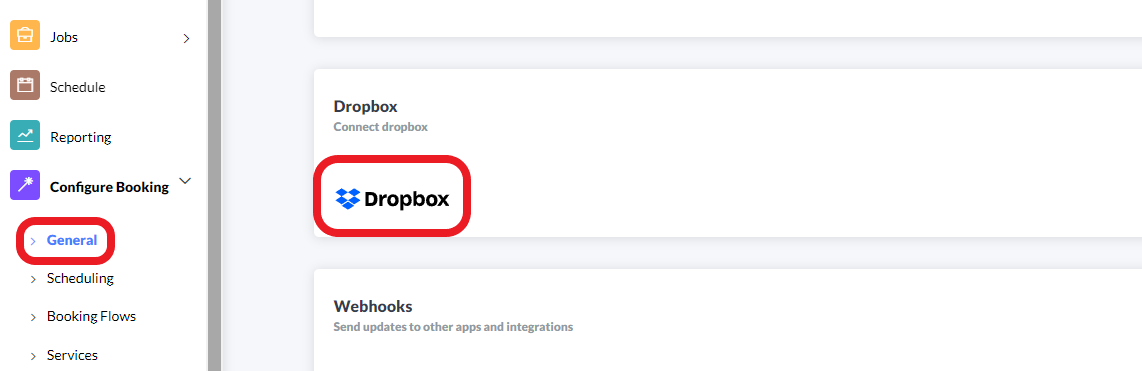 Jobs
Schedule
Reporting
Configure Booking
General
Scheduling
Booking Flows
Services
Dropbox
Connect dropbox
Dropbox
Webhooks
Send updates to other apps and integrations